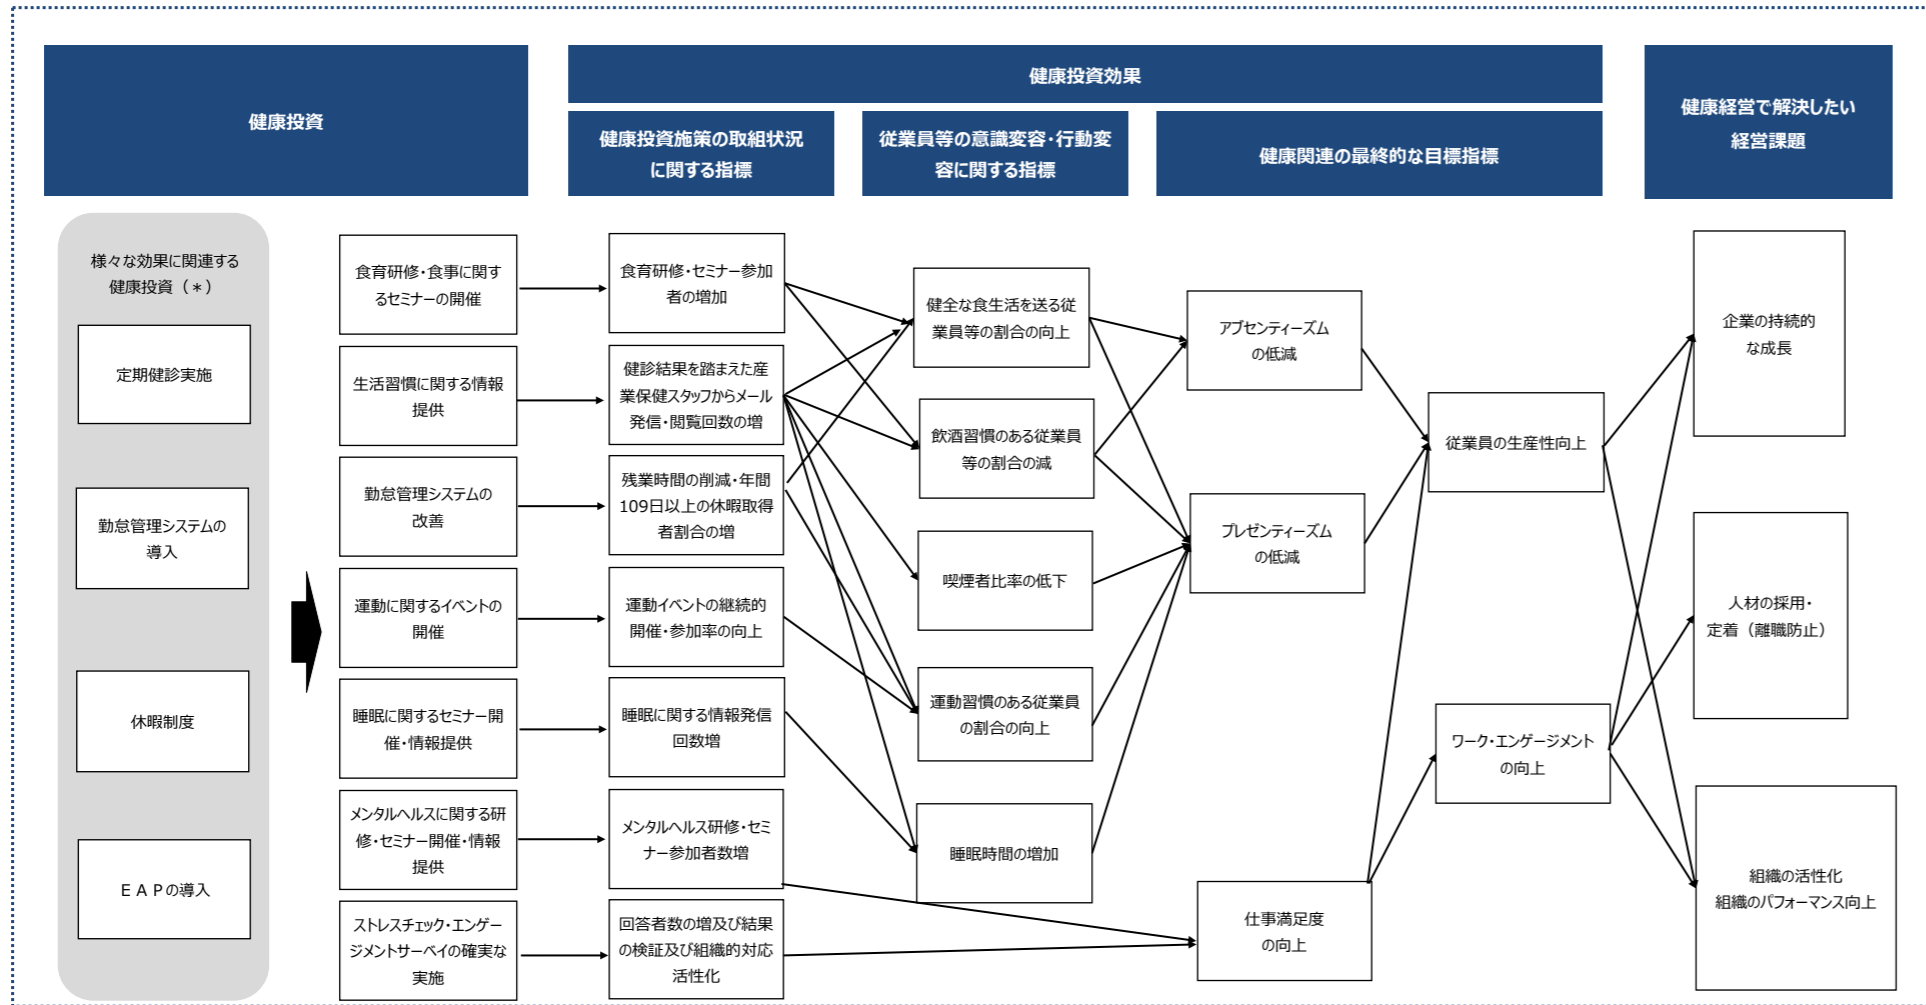 健康投資
健康投資効果
健康投資施策の取組状況
に関する指標
従業員等の意識変容・行動変
容に関する指標
健康関連の最終的な目標指標
健康経営で解決したい
経営課題
様々な効果に関連する
健康投資（＊）
定期健診実施
勤怠管理システムの
導入
休暇制度
ＥＡＰの導入
食育研修・食事に関す
るセミナーの開催
生活習慣に関する情報
提供
勤怠管理システムの
改善
運動に関するイベントの
開催
睡眠に関するセミナー開
催・情報提供
メンタルヘルスに関する研
修・セミナー開催・情報
提供
ストレスチェック・エンゲー
ジメントサーベイの確実な
実施
食育研修・セミナー参加
者の増加
健診結果を踏まえた産
業保健スタッフからメール
発信・閲覧回数の増
残業時間の削減・年間
109日以上の休暇取得
者割合の増
運動イベントの継続的
開催・参加率の向上
睡眠に関する情報発信
回数増
メンタルヘルス研修・セミ
ナー参加者数増
回答者数の増及び結果
の検証及び組織的対応
活性化
健全な食生活を送る従
業員等の割合の向上
飲酒習慣のある従業員
等の割合の減
喫煙者比率の低下
運動習慣のある従業員
の割合の向上
睡眠時間の増加
アブセンティーズム
の低減
プレゼンティーズム
の低減
仕事満足度
の向上
従業員の生産性向上
ワーク・エンゲージメント
の向上
企業の持続的
な成長
人材の採用・
定着（離職防止）
組織の活性化
組織のパフォーマンス向上